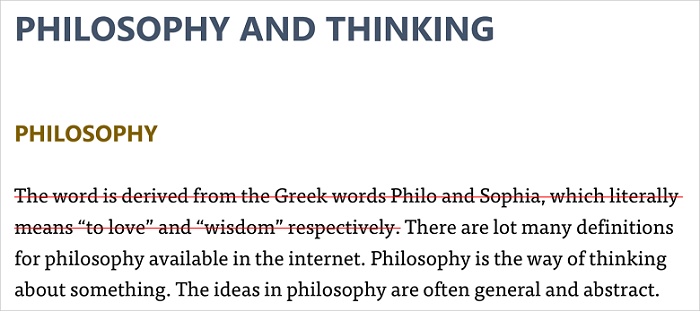 PHILOSOPHY AND THINKING
PHILOSOPHY
The word is derived from the Greek words Philo and Sophia, which literally
means “to love” and “wisdom” respectively. There are lot many definitions
for philosophy available in the internet. Philosophy is the way of thinking
about something. The ideas in philosophy are often general and abstract.